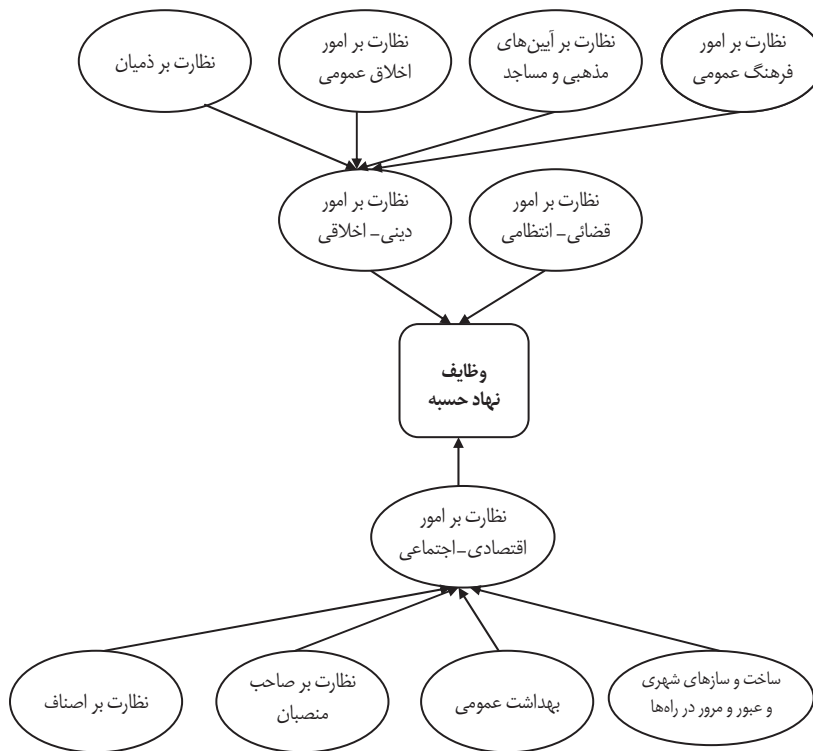 نظارت بر امور
فرهنگ عمومی
نظارت بر آیین‌های
مذهبی و مساجد
نظارت بر امور
اخلاق عمومی
نظارت بر ذمیان
نظارت بر امور
قضائی- انتظامی
نظارت بر امور
دینی- اخلاقی
وظایف
نهاد حسبه
نظارت بر امور
اقتصادی-اجتماعی
ساخت و سازهای شهری
و عبور و مرور در راه‌ها
بهداشت عمومی
نظارت بر صاحب
منصبان
نظارت بر اصناف